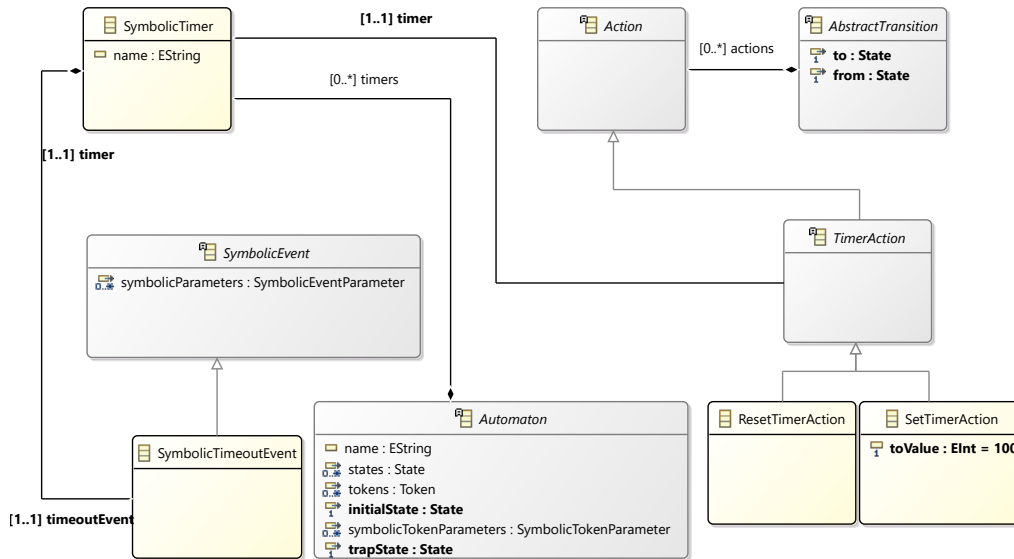 [1..1] timer
SymbolicTimer
name : EString
Action
AbstractTransition
to : State
from : State
[0..*] actions
[0..*] timers
[1..1] timer
TimerAction
SymbolicEvent
symbolicParameters : SymbolicEventParameter
Automaton
name : EString
states : State
tokens : Token
initialState : State
symbolicTokenParameters : SymbolicTokenParameter
trapState : State
ResetTimerAction
SetTimerAction
toValue : EInt = 100
SymbolicTimeoutEvent
[1..1] timeoutEvent